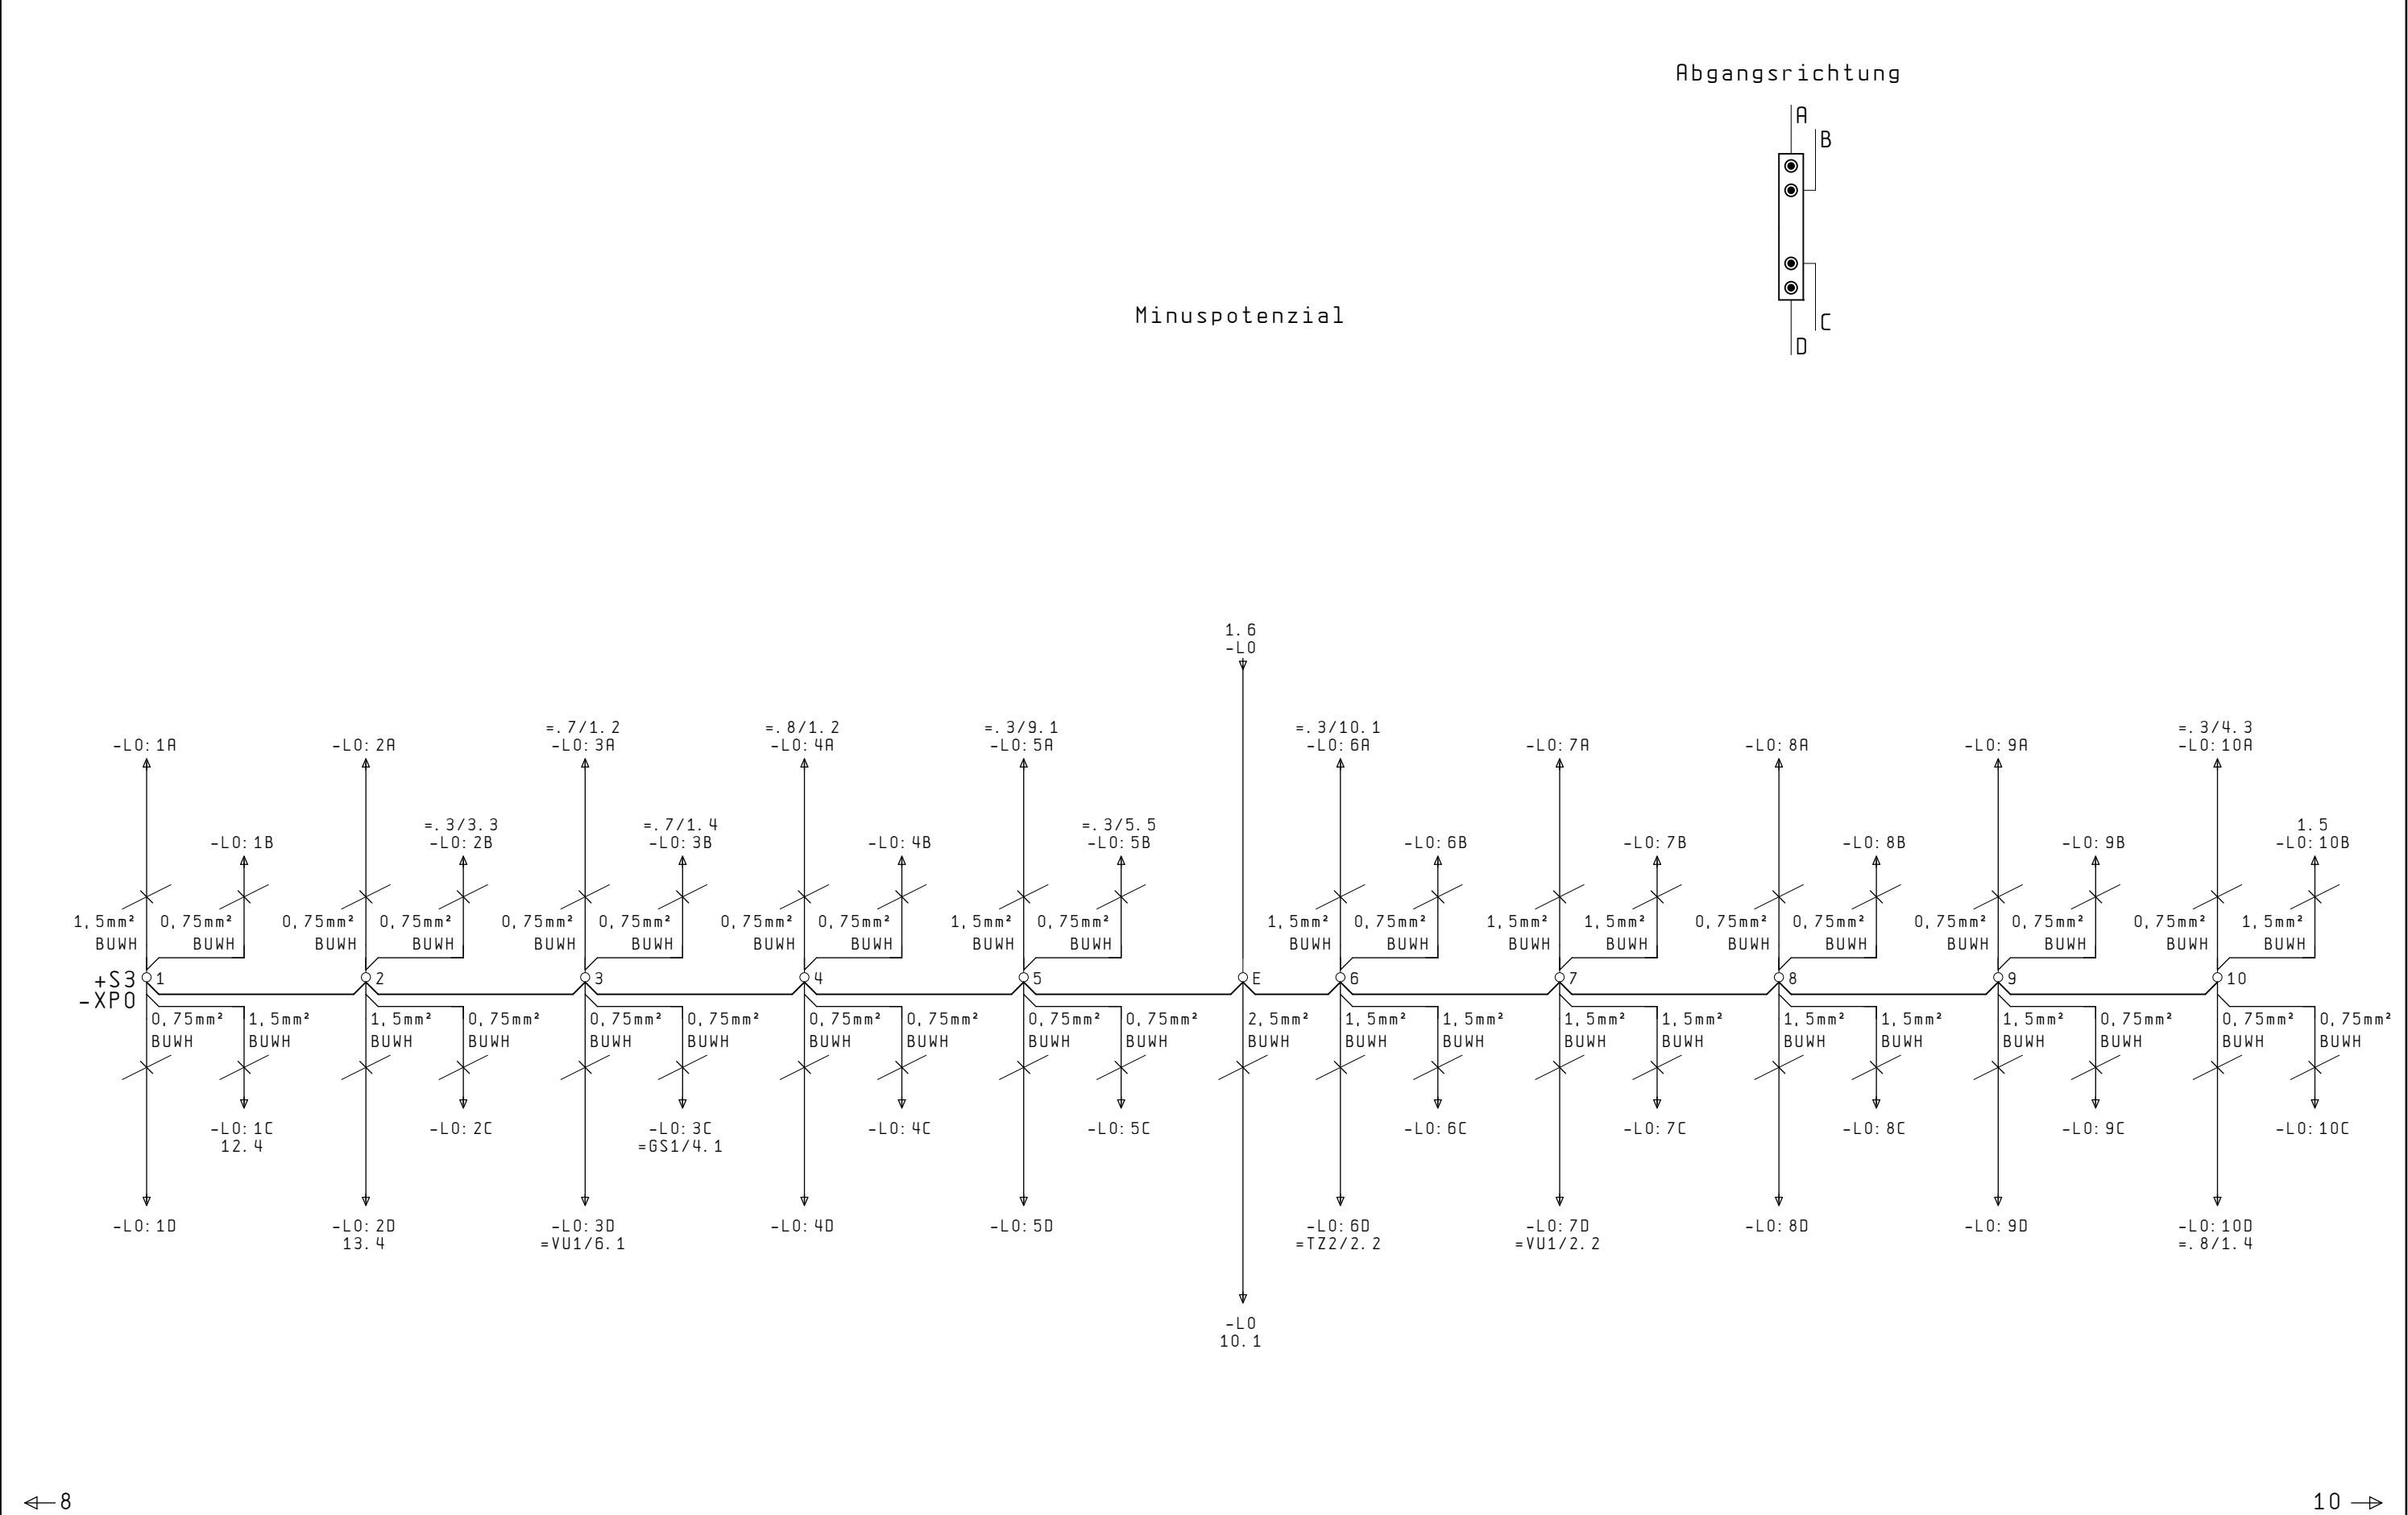 Abgangsrichtung
A
B
C
D
Minuspotenzial
1.6
-L0
=.7/1.2
=.8/1.2
=.3/9.1
=.3/10.1
=.3/4.3
-L0:1A
-L0:2A
-L0:3A
-L0:4A
-L0:5A
-L0:6A
-L0:7A
-L0:8A
-L0:9A
-L0:10A
=.3/3.3
=.7/1.4
=.3/5.5
1.5
-L0:1B
-L0:2B
-L0:3B
-L0:4B
-L0:5B
-L0:6B
-L0:7B
-L0:8B
-L0:9B
-L0:10B
1,5mm² 0,75mm² 0,75mm² 0,75mm² 0,75mm² 0,75mm² 0,75mm² 0,75mm² 1,5mm² 0,75mm² 1,5mm² 0,75mm² 1,5mm² 1,5mm² 0,75mm² 0,75mm² 0,75mm² 0,75mm² 0,75mm² 1,5mm²
BUWH BUWH BUWH BUWH BUWH BUWH BUWH BUWH BUWH BUWH BUWH BUWH BUWH BUWH BUWH BUWH BUWH BUWH BUWH BUWH
+S3 1 2 3 4 5 E 6 7 8 9 10
-XP0
0,75mm² 1,5mm² 1,5mm² 0,75mm² 0,75mm² 0,75mm² 0,75mm² 0,75mm² 0,75mm² 0,75mm² 2,5mm² 1,5mm² 1,5mm² 1,5mm² 1,5mm² 1,5mm² 1,5mm² 1,5mm² 0,75mm² 0,75mm² 0,75mm²
BUWH BUWH BUWH BUWH BUWH BUWH BUWH BUWH BUWH BUWH BUWH BUWH BUWH BUWH BUWH BUWH BUWH BUWH BUWH BUWH BUWH
-L0:1C
-L0:2C
-L0:3C
-L0:4C
-L0:5C
-L0:6C
-L0:7C
-L0:8C
-L0:9C
-L0:10C
12.4
=GS1/4.1
-L0:1D
-L0:2D
-L0:3D
-L0:4D
-L0:5D
-L0:6D
-L0:7D
-L0:8D
-L0:9D
-L0:10D
13.4
=VU1/6.1
=TZ2/2.2
=VU1/2.2
=.8/1.4
-L0
10.1
8
10